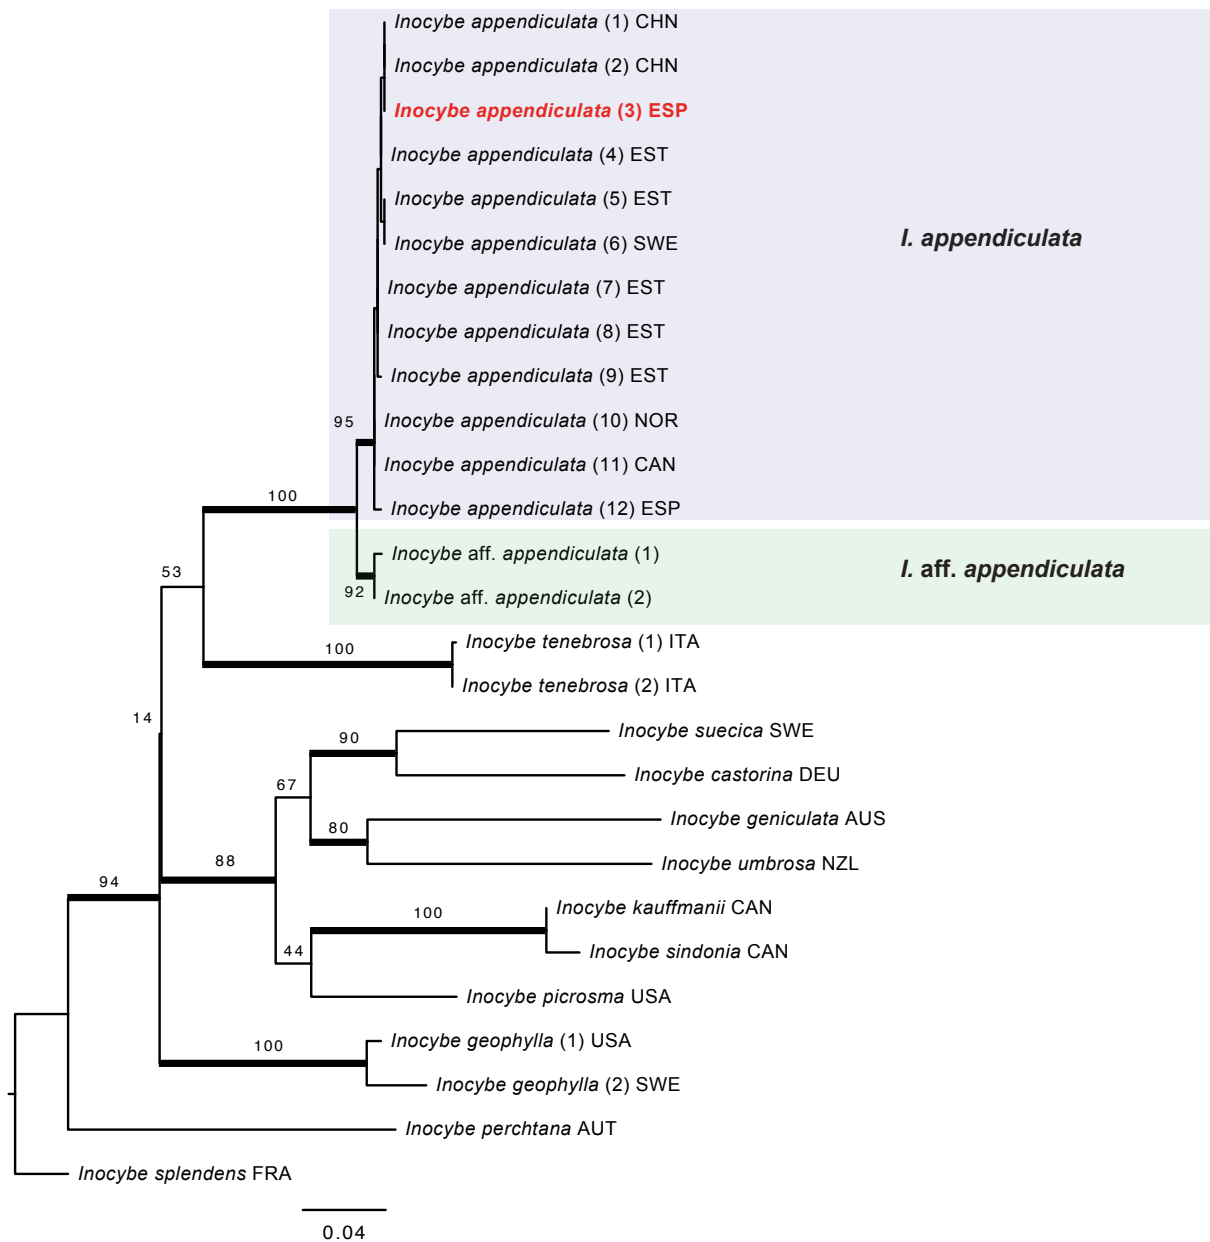 Inocybe appendiculata (1) CHN
Inocybe appendiculata (2) CHN
Inocybe appendiculata (3) ESP
Inocybe appendiculata (4) EST
Inocybe appendiculata (5) EST
I. appendiculata
Inocybe appendiculata (6) SWE
Inocybe appendiculata (7) EST
Inocybe appendiculata (8) EST
Inocybe appendiculata (9) EST
95
Inocybe appendiculata (10) NOR
Inocybe appendiculata (11) CAN
100
Inocybe appendiculata (12) ESP
Inocybe aff. appendiculata (1)
I. aff. appendiculata
53
92
Inocybe aff. appendiculata (2)
Inocybe tenebrosa (1) ITA
100
Inocybe tenebrosa (2) ITA
14
Inocybe suecica SWE
90
Inocybe castorina DEU
67
Inocybe geniculata AUS
80
Inocybe umbrosa NZL
88
94
Inocybe kauffmanii CAN
100
Inocybe sindonia CAN
44
Inocybe picrosma USA
Inocybe geophylla (1) USA
100
Inocybe geophylla (2) SWE
Inocybe perchtana AUT
Inocybe splendens FRA
0.04